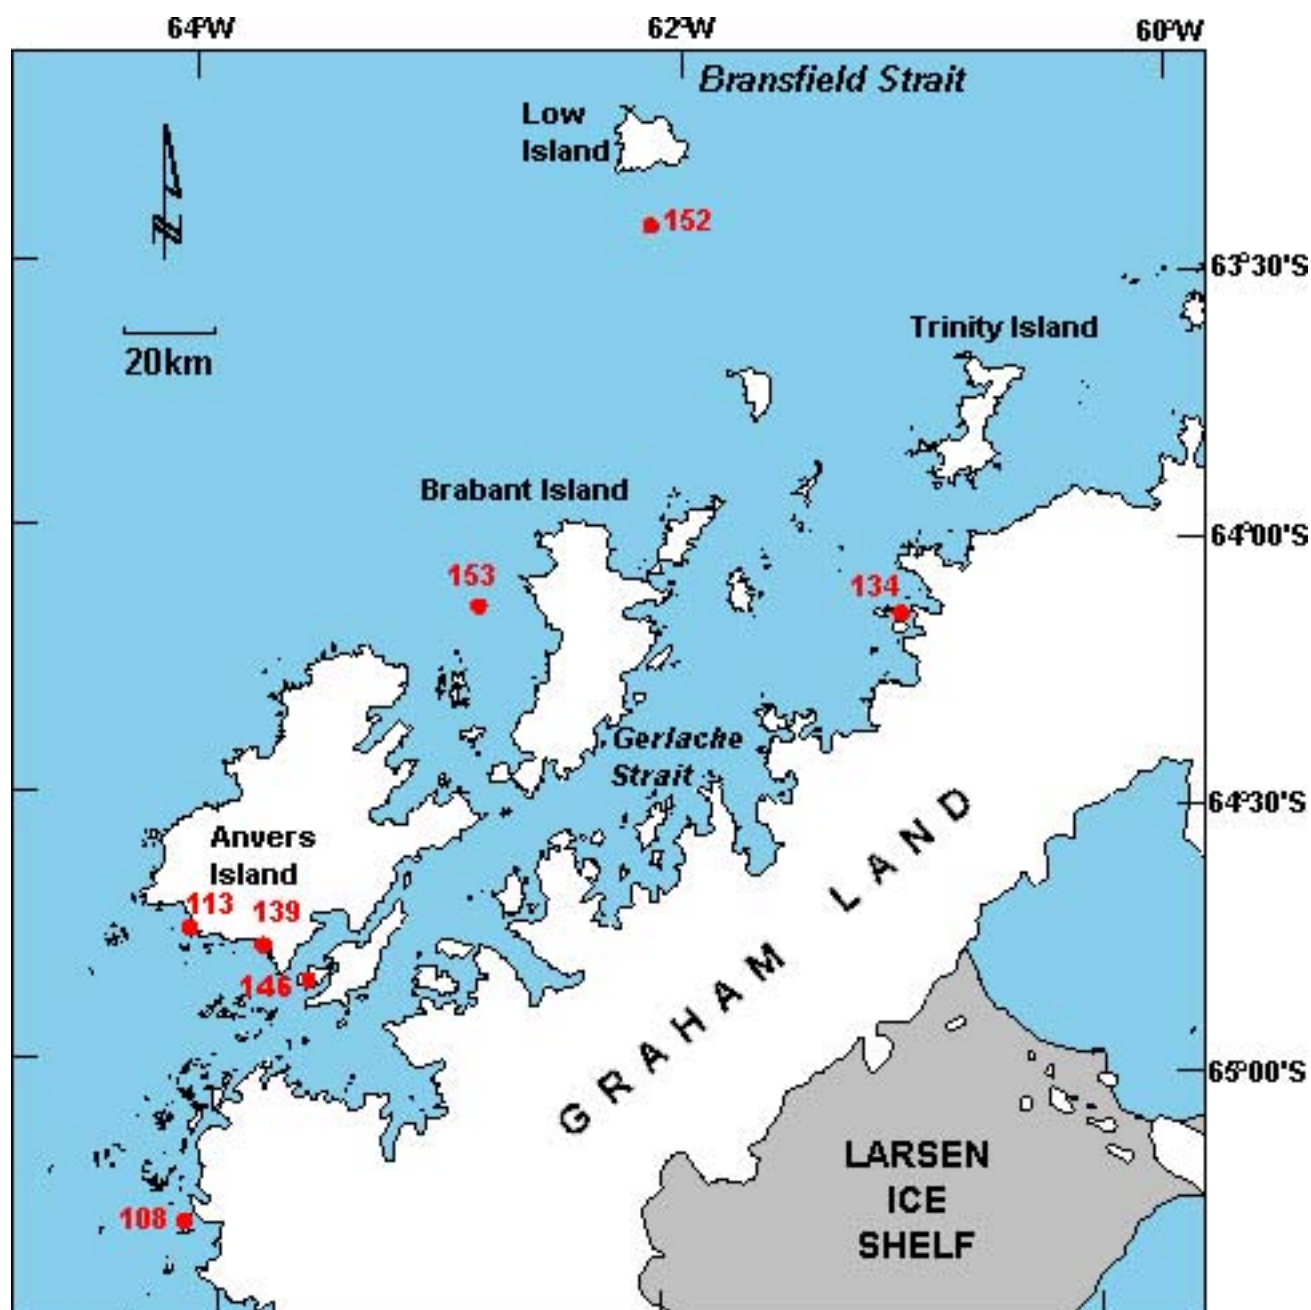 64°W
62°W
60°W
Bransfield Strait
Low
Island
152
63°30'S
N
20km
Trinity Island
Brabant Island
64°00'S
153
134
Gerlache
Strait
64°30'S
Anvers
Island
113
139
146
GRAHAM LAND
65°00'S
LARSEN
ICE
SHELF
108